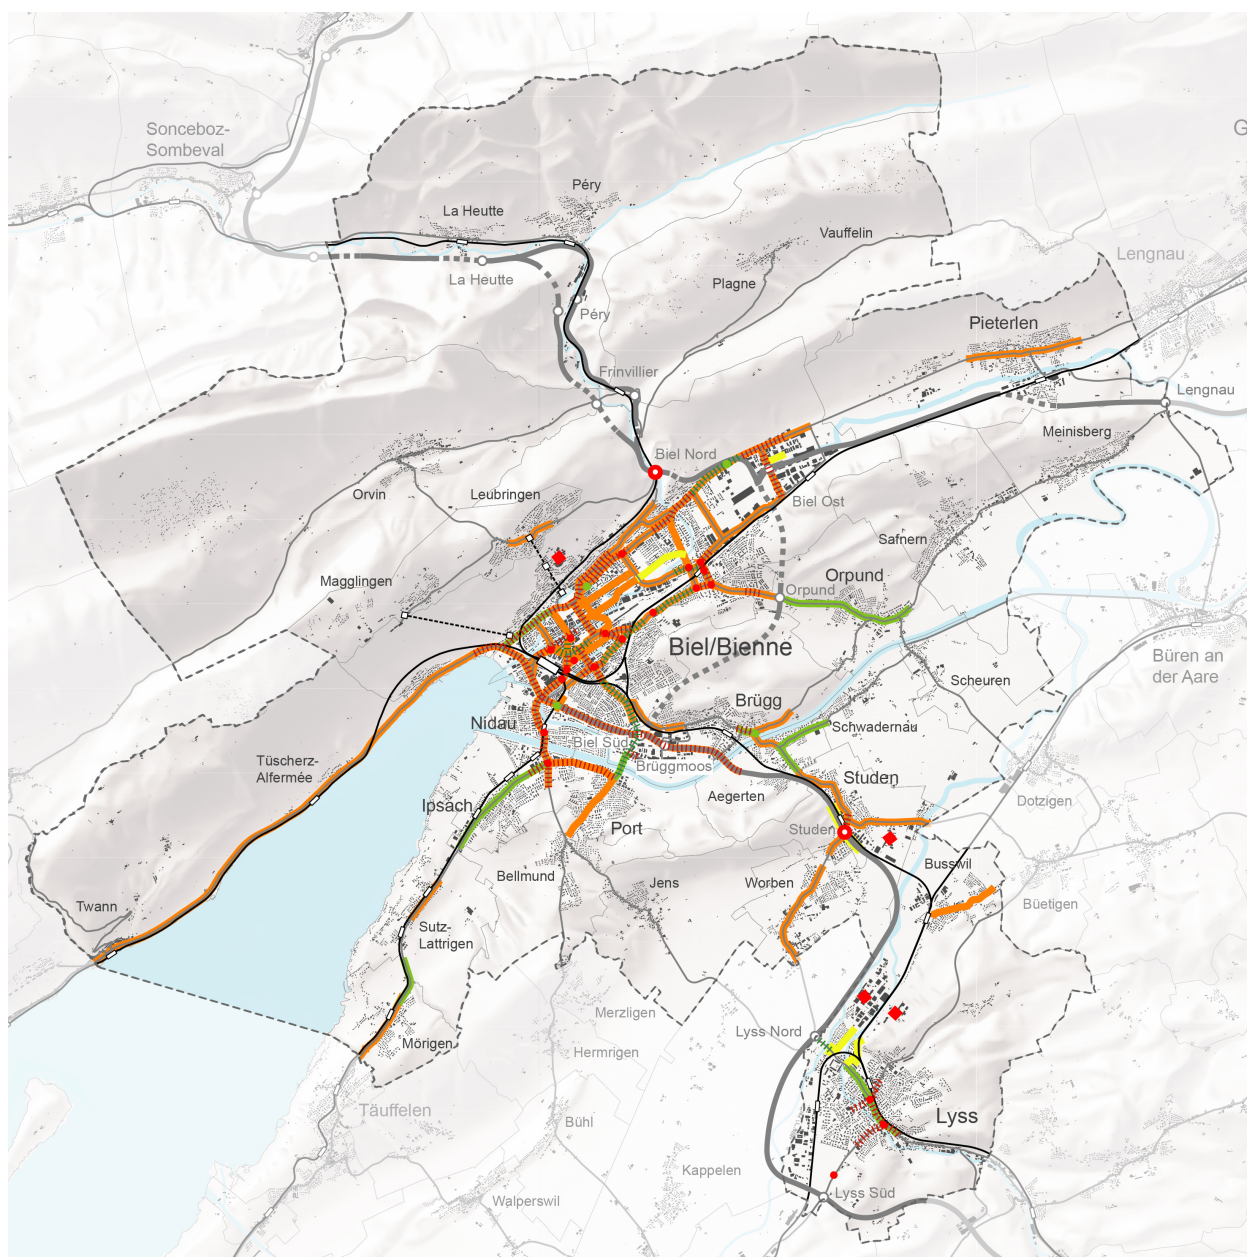 G
Sonceboz-
Sombeval
Péry
La Heutte
Vauffelin
Lengnau
La Heutte
Plagne
Péry
Pieterlen
Frinvillier
Lengnau
Meinisberg
Biel Nord
Orvin
Leubringen
Biel Ost
Safnern
Magglingen
Orpund
Orpund
Biel/Bienne
Büren an
der Aare
Scheuren
Brügg
Nidau
Schwadernau
Biel Süd
Tüscherz-
Alfermée
Brüggmoos
Studen
Aegerten
Ipsach
Dotzigen
Port
Studen
Busswil
Bellmund
Jens
Worben
Büetigen
Twann
Sutz-
Lattrigen
Merzligen
Lyss Nord
Mörigen
Hermrigen
Täuffelen
Bühl
Lyss
Kappelen
Walperswil
Lyss Süd